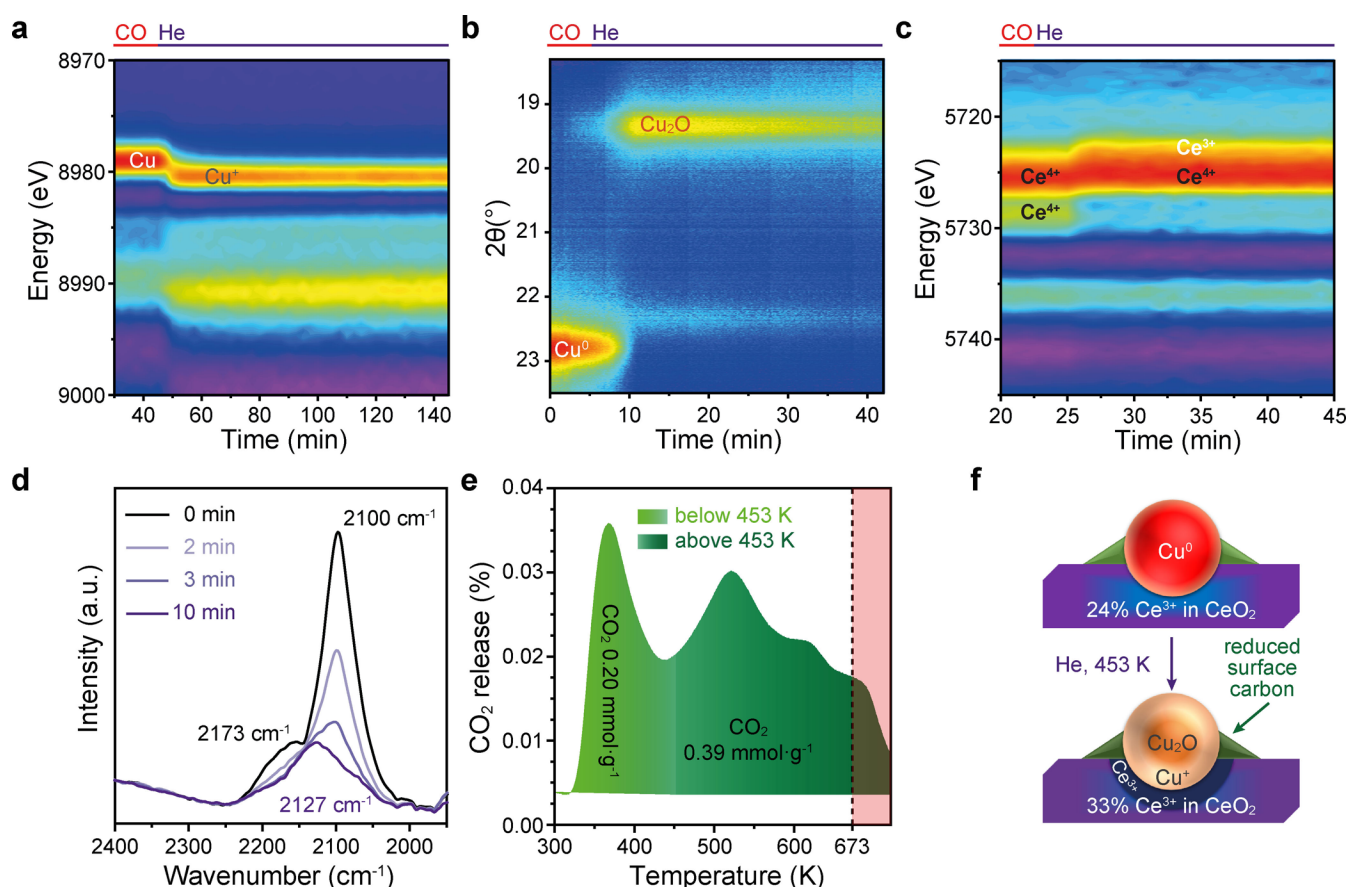 a
CO He
8970
8980
8990
9000
Energy (eV)
Cu
Cu⁺
40 60 80 100 120 140
Time (min)
b
CO He
19
20
21
22
23
2θ(°)
Cu₂O
Cu⁰
0 10 20 30 40
Time (min)
c
CO He
5720
5730
5740
Energy (eV)
Ce³⁺
Ce⁴⁺ Ce⁴⁺
Ce⁴⁺
20 25 30 35 40 45
Time (min)
d
0 min
2 min
3 min
10 min
2100 cm⁻¹
2173 cm⁻¹
2127 cm⁻¹
Intensity (a.u.)
2400 2300 2200 2100 2000
Wavenumber (cm⁻¹)
e
0.04
0.03
0.02
0.01
0.00
CO₂ release (%)
below 453 K
above 453 K
CO₂ 0.20 mmol·g⁻¹
CO₂
0.39 mmol·g⁻¹
300 400 500 600 673
Temperature (K)
f
Cu⁰
24% Ce³⁺ in CeO₂
He, 453 K
reduced
surface
carbon
Cu₂O
Cu⁺
Ce³⁺
33% Ce³⁺ in CeO₂